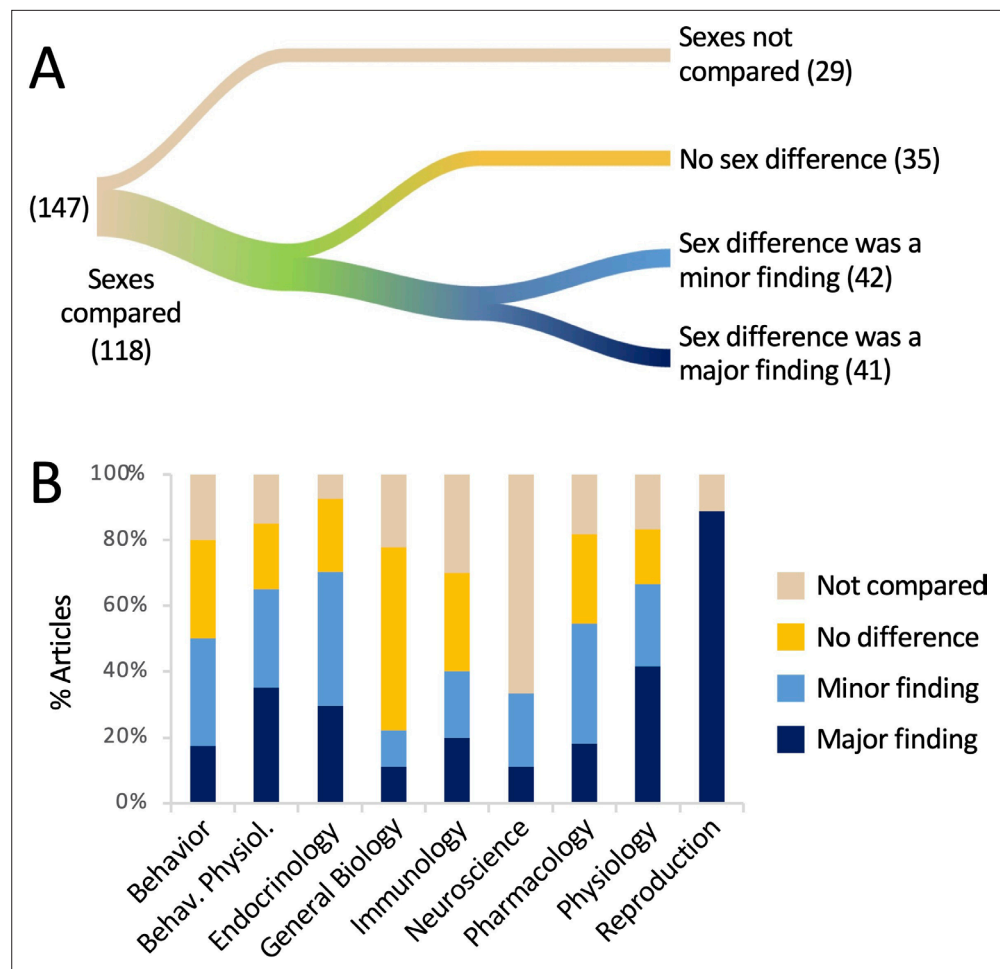 A
Sexes not
compared (29)
No sex difference (35)
(147)
Sexes
compared
(118)
Sex difference was a
minor finding (42)
Sex difference was a
major finding (41)
B
100%
80%
60%
40%
20%
0%
% Articles
Behavior
Behav. Physiol.
Endocrinology
General Biology
Immunology
Neuroscience
Pharmacology
Physiology
Reproduction
Not compared
No difference
Minor finding
Major finding